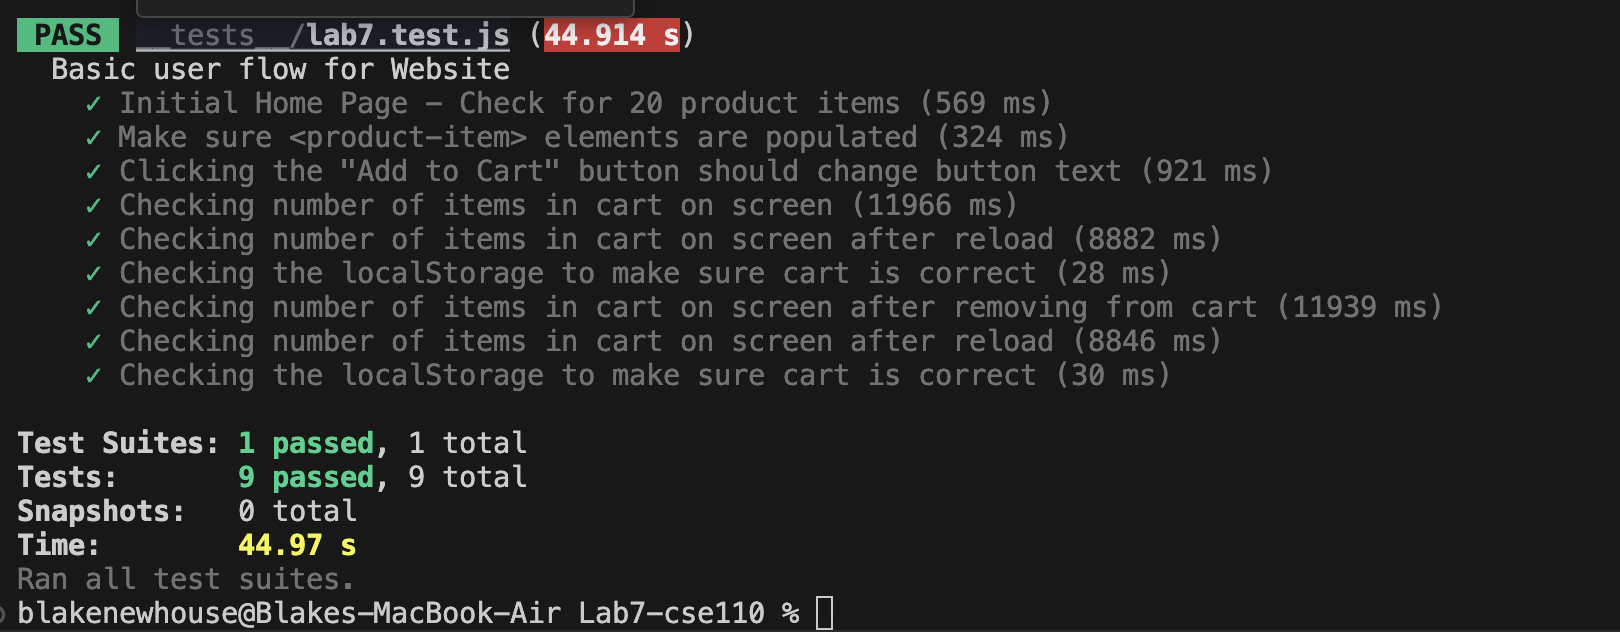 PASS __tests__/lab7.test.js (44.914 s)
Basic user flow for Website
✓ Initial Home Page – Check for 20 product items (569 ms)
✓ Make sure <product-item> elements are populated (324 ms)
✓ Clicking the "Add to Cart" button should change button text (921 ms)
✓ Checking number of items in cart on screen (11966 ms)
✓ Checking number of items in cart on screen after reload (8882 ms)
✓ Checking the localStorage to make sure cart is correct (28 ms)
✓ Checking number of items in cart on screen after removing from cart (11939 ms)
✓ Checking number of items in cart on screen after reload (8846 ms)
✓ Checking the localStorage to make sure cart is correct (30 ms)
Test Suites: 1 passed, 1 total
Tests: 9 passed, 9 total
Snapshots: 0 total
Time: 44.97 s
Ran all test suites.
blakenewhouse@Blakes-MacBook-Air Lab7-cse110 %